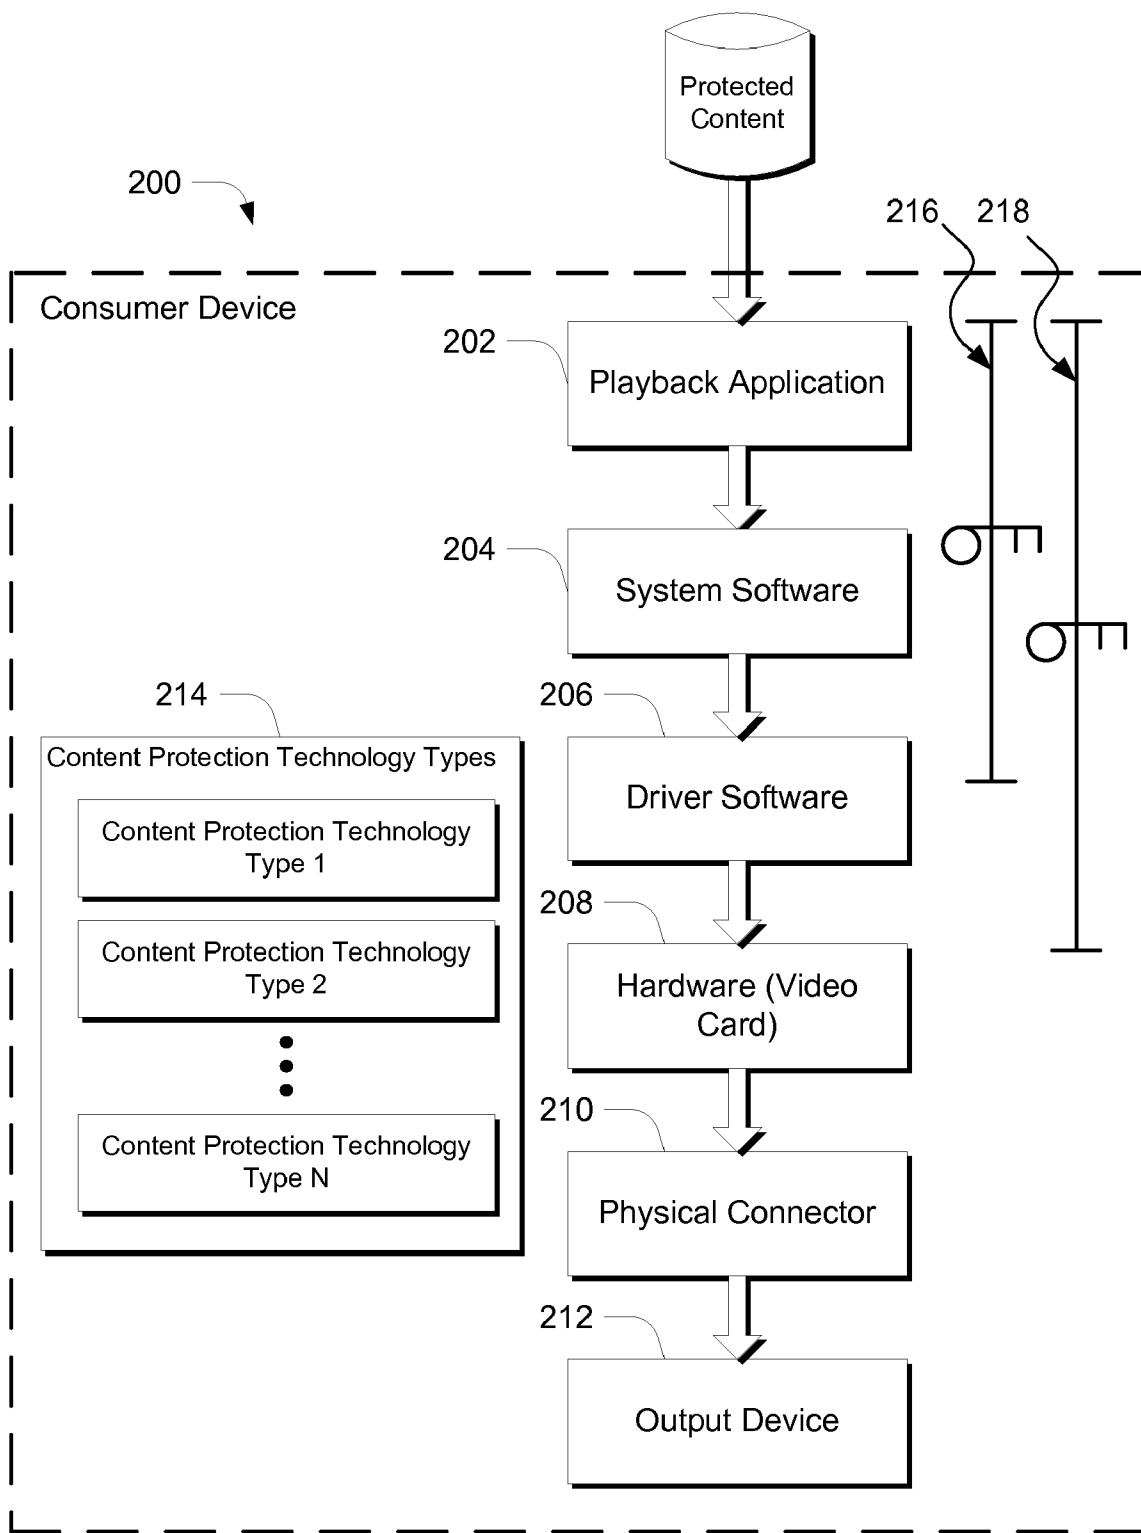 Protected
Content
200
216
218
Consumer Device
202
Playback Application
204
System Software
214
206
Content Protection Technology Types
Driver Software
Content Protection Technology
Type 1
208
Content Protection Technology
Type 2
Hardware (Video
Card)
210
Content Protection Technology
Type N
Physical Connector
212
Output Device